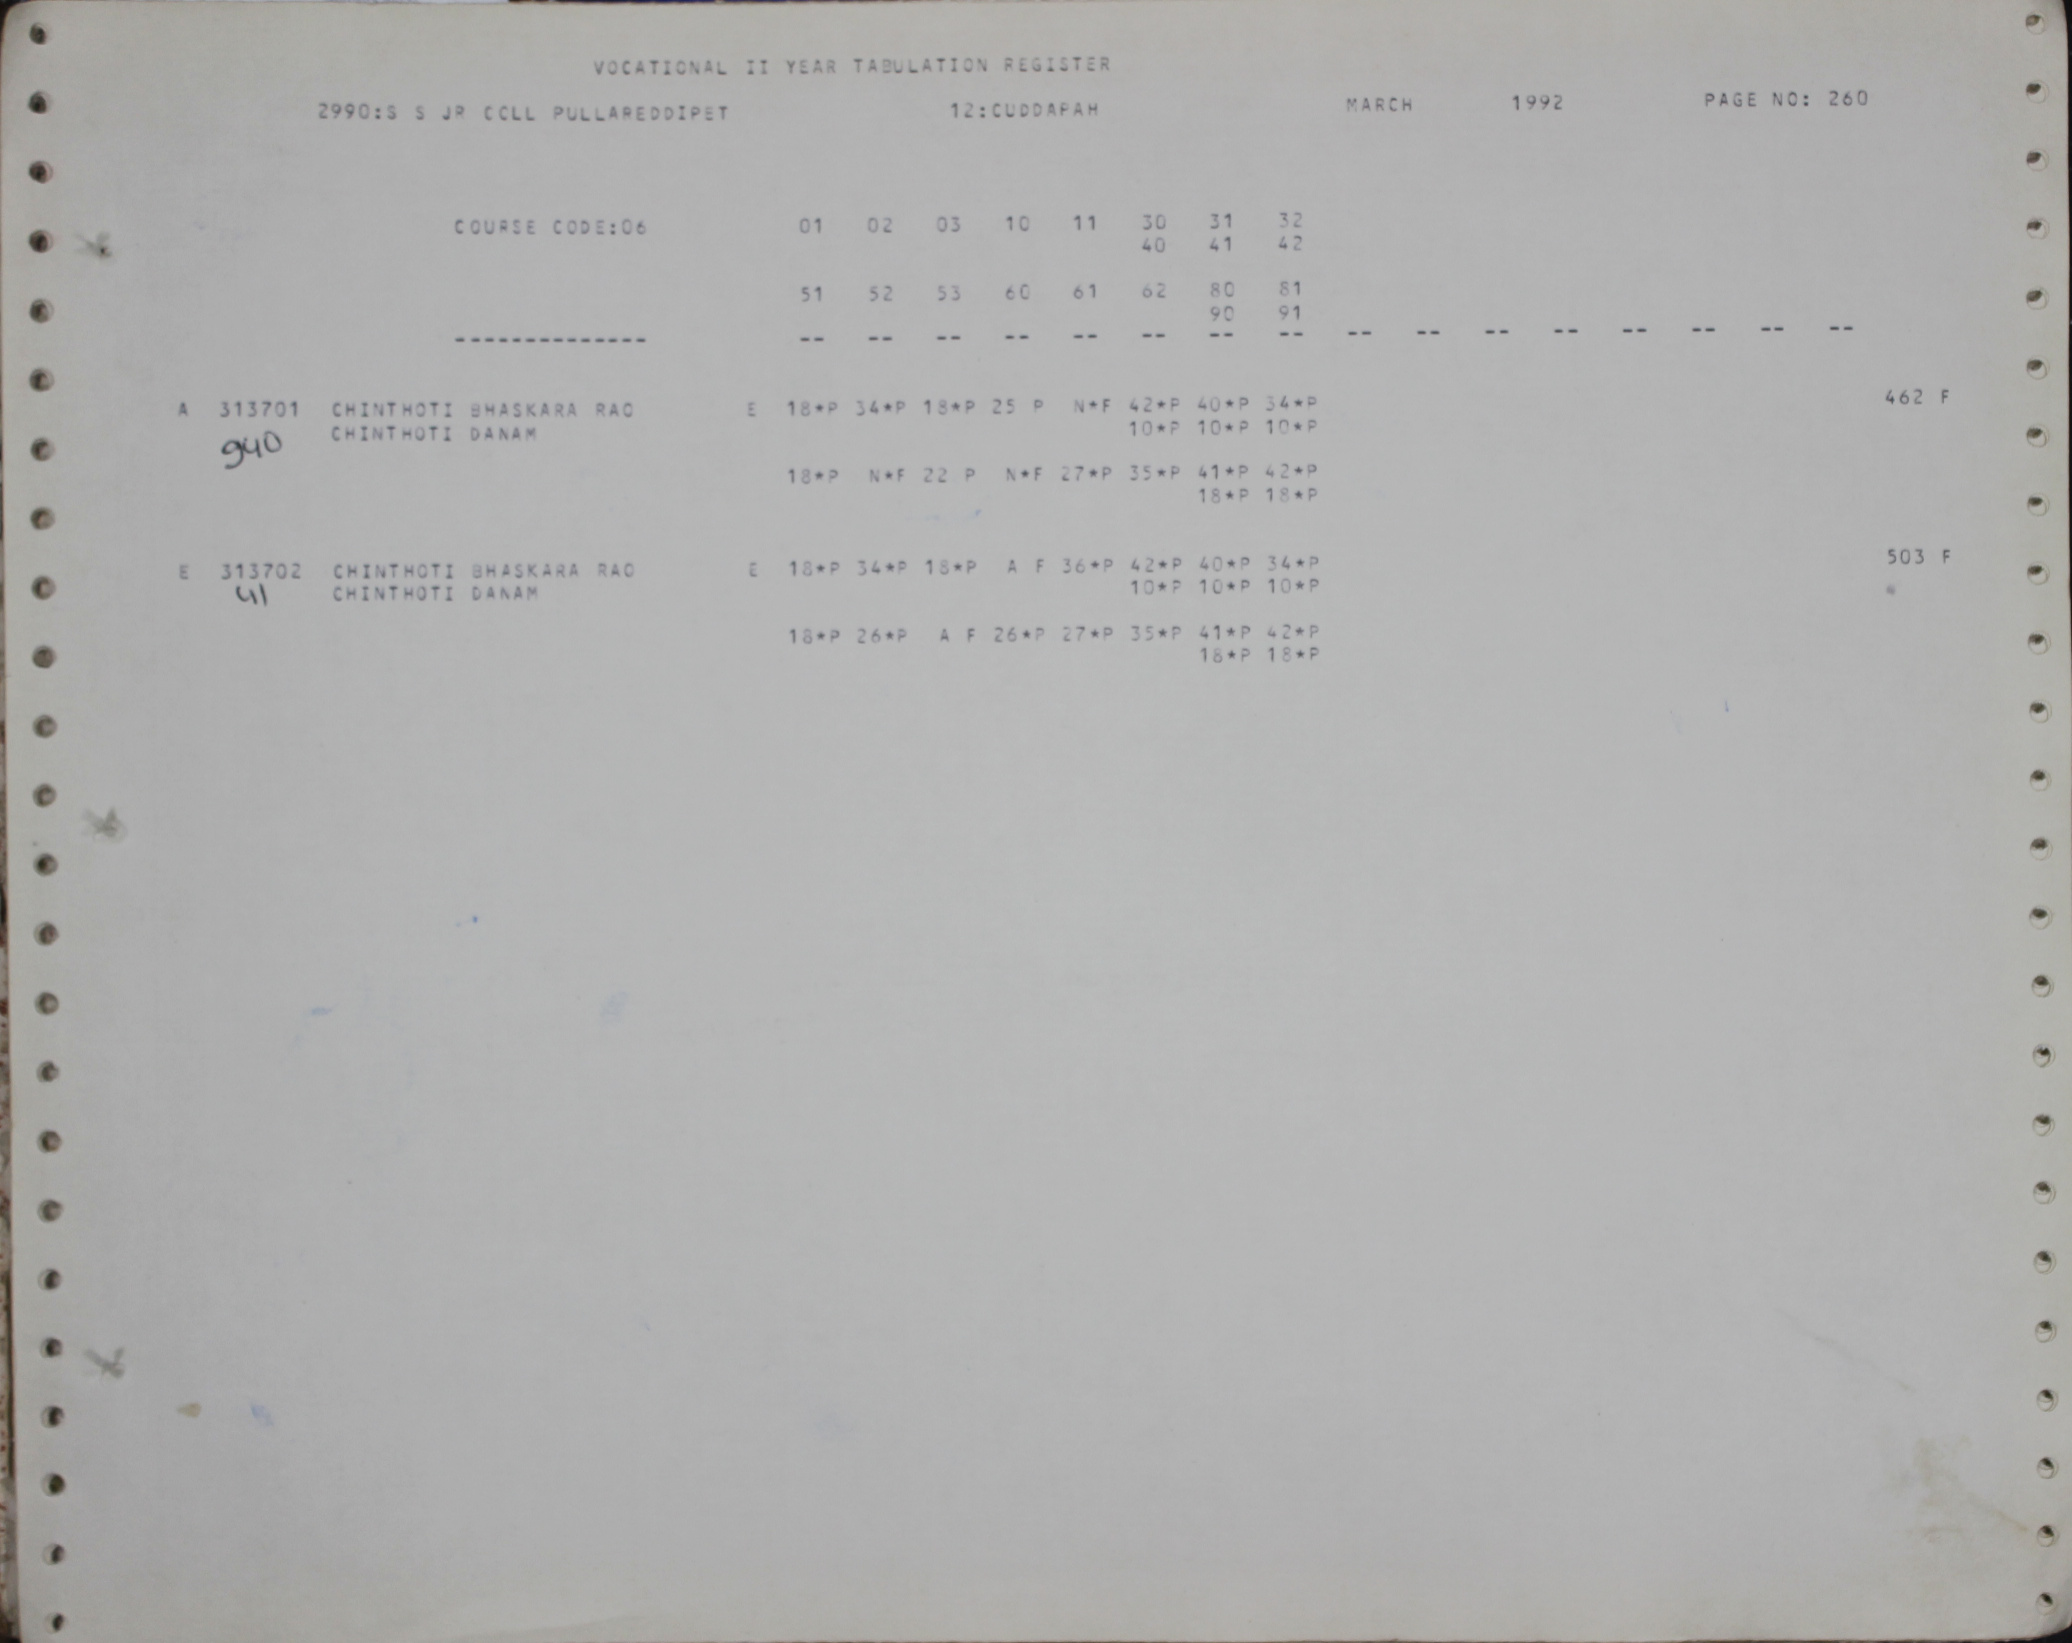 VOCATIONAL II YEAR TABULATION REGISTER
2990:S S JR COLL PULLAREDDIPET 12:CUDDAPAH MARCH 1992 PAGE NO: 260
COURSE CODE:06 01 02 03 10 11 30 31 32
40 41 42
51 52 53 60 61 62 80 81
90 91
-------------- -- -- -- -- -- -- -- -- -- -- -- -- -- -- -- --
A 313701 CHINTHOTI BHASKARA RAO E 18*P 34*P 18*P 25 P N*F 42*P 40*P 34*P 462 F
940 CHINTHOTI DANAM 10*P 10*P 10*P
18*P N*F 22 P N*F 27*P 35*P 41*P 42*P
18*P 18*P
E 313702 CHINTHOTI BHASKARA RAO E 18*P 34*P 18*P A F 36*P 42*P 40*P 34*P 503 F
41 CHINTHOTI DANAM 10*P 10*P 10*P
18*P 26*P A F 26*P 27*P 35*P 41*P 42*P
18*P 18*P